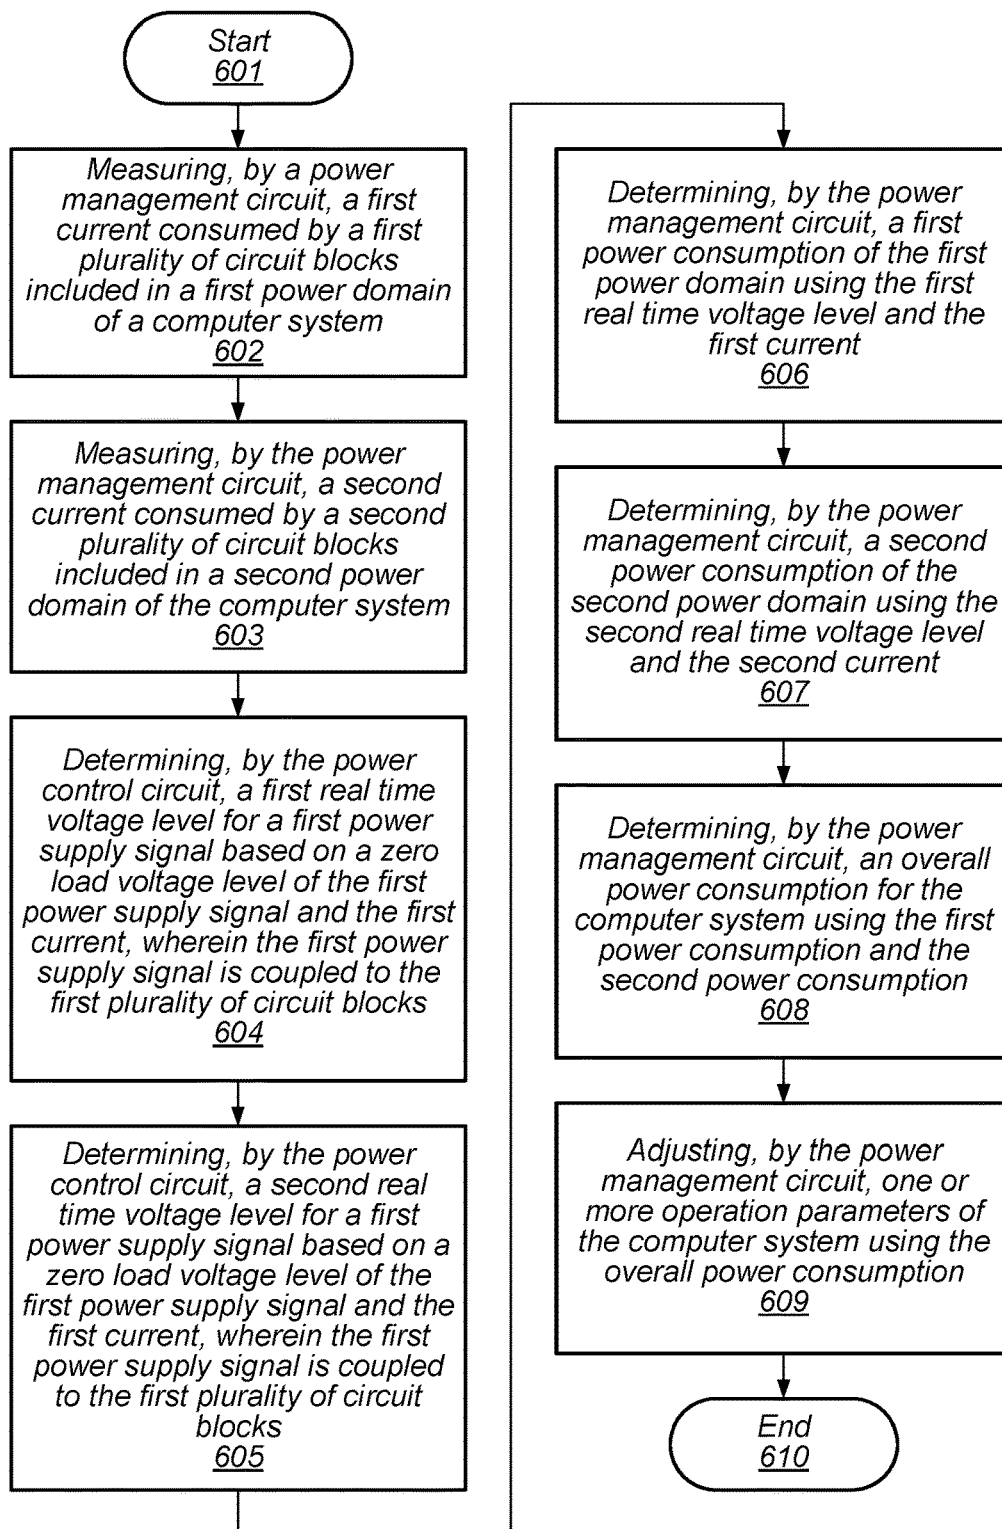 Start
601
Measuring, by a power
management circuit, a first
current consumed by a first
plurality of circuit blocks
included in a first power domain
of a computer system
602
Measuring, by the power
management circuit, a second
current consumed by a second
plurality of circuit blocks
included in a second power
domain of the computer system
603
Determining, by the power
control circuit, a first real time
voltage level for a first power
supply signal based on a zero
load voltage level of the first
power supply signal and the first
current, wherein the first power
supply signal is coupled to the
first plurality of circuit blocks
604
Determining, by the power
control circuit, a second real
time voltage level for a first
power supply signal based on a
zero load voltage level of the
first power supply signal and the
first current, wherein the first
power supply signal is coupled
to the first plurality of circuit
blocks
605
Determining, by the power
management circuit, a first
power consumption of the first
power domain using the first
real time voltage level and the
first current
606
Determining, by the power
management circuit, a second
power consumption of the
second power domain using the
second real time voltage level
and the second current
607
Determining, by the power
management circuit, an overall
power consumption for the
computer system using the first
power consumption and the
second power consumption
608
Adjusting, by the power
management circuit, one or
more operation parameters of
the computer system using the
overall power consumption
609
End
610